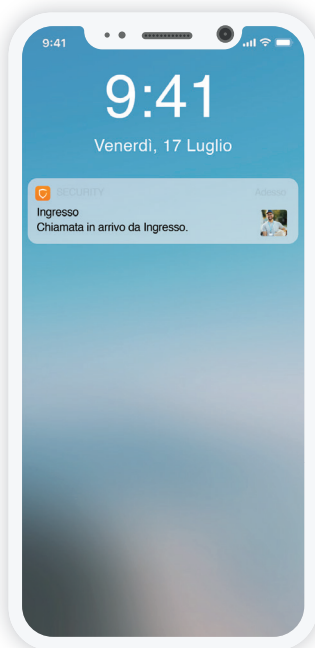 9:41
9:41
Venerdì, 17 Luglio
SECURITY Adesso
Ingresso
Chiamata in arrivo da Ingresso.